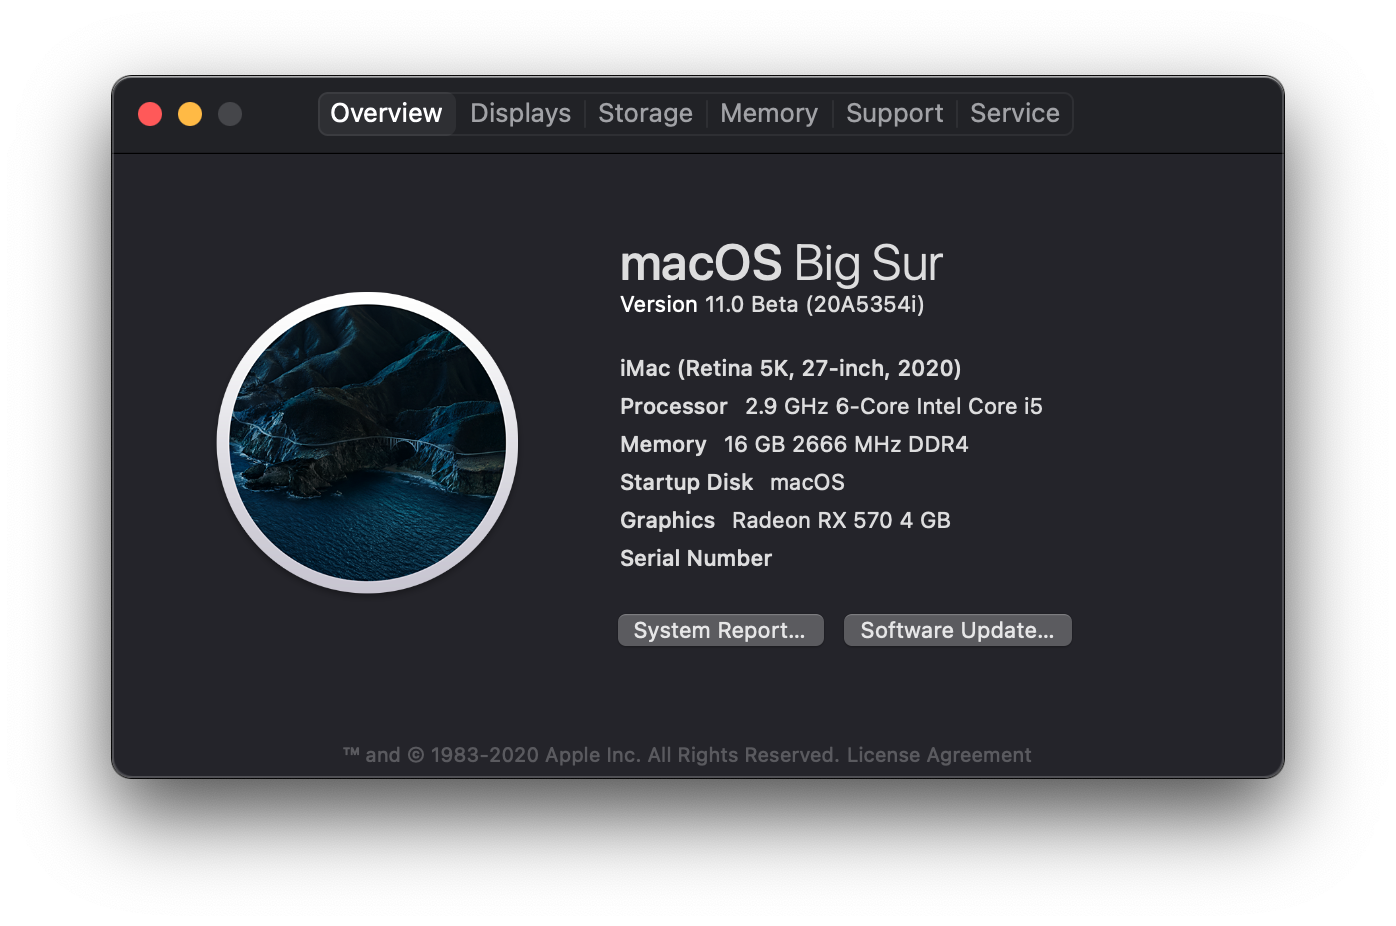 Overview Displays Storage Memory Support Service
macOS Big Sur
Version 11.0 Beta (20A5354i)
iMac (Retina 5K, 27-inch, 2020)
Processor 2.9 GHz 6-Core Intel Core i5
Memory 16 GB 2666 MHz DDR4
Startup Disk macOS
Graphics Radeon RX 570 4 GB
Serial Number
System Report... Software Update...
™ and © 1983-2020 Apple Inc. All Rights Reserved. License Agreement